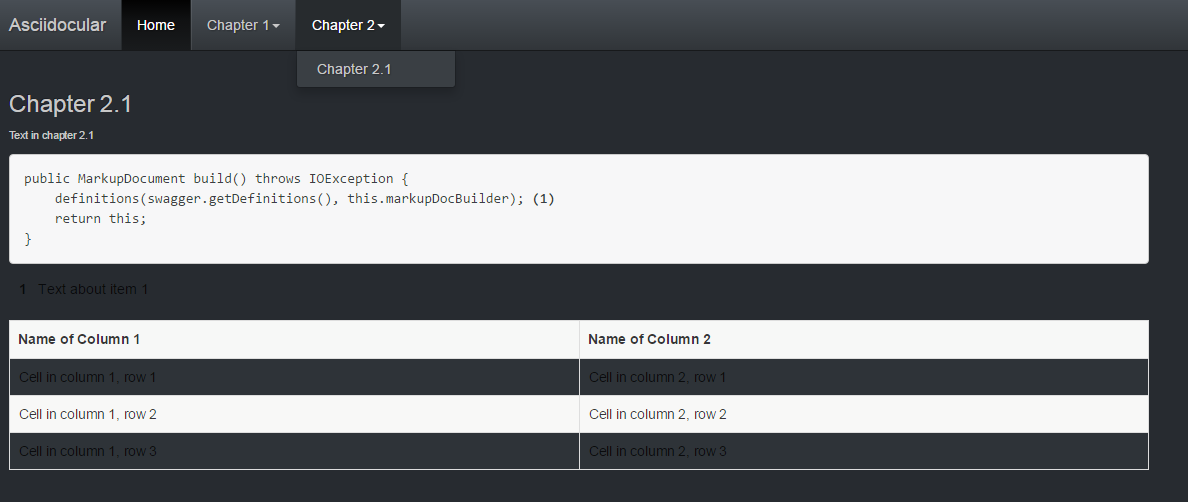 Asciidocular Home Chapter 1 Chapter 2
Chapter 2.1
Chapter 2.1
Text in chapter 2.1
public MarkupDocument build() throws IOException {
    definitions(swagger.getDefinitions(), this.markupDocBuilder); (1)
    return this;
}
1 Text about item 1
Name of Column 1 Name of Column 2
Cell in column 1, row 1 Cell in column 2, row 1
Cell in column 1, row 2 Cell in column 2, row 2
Cell in column 1, row 3 Cell in column 2, row 3